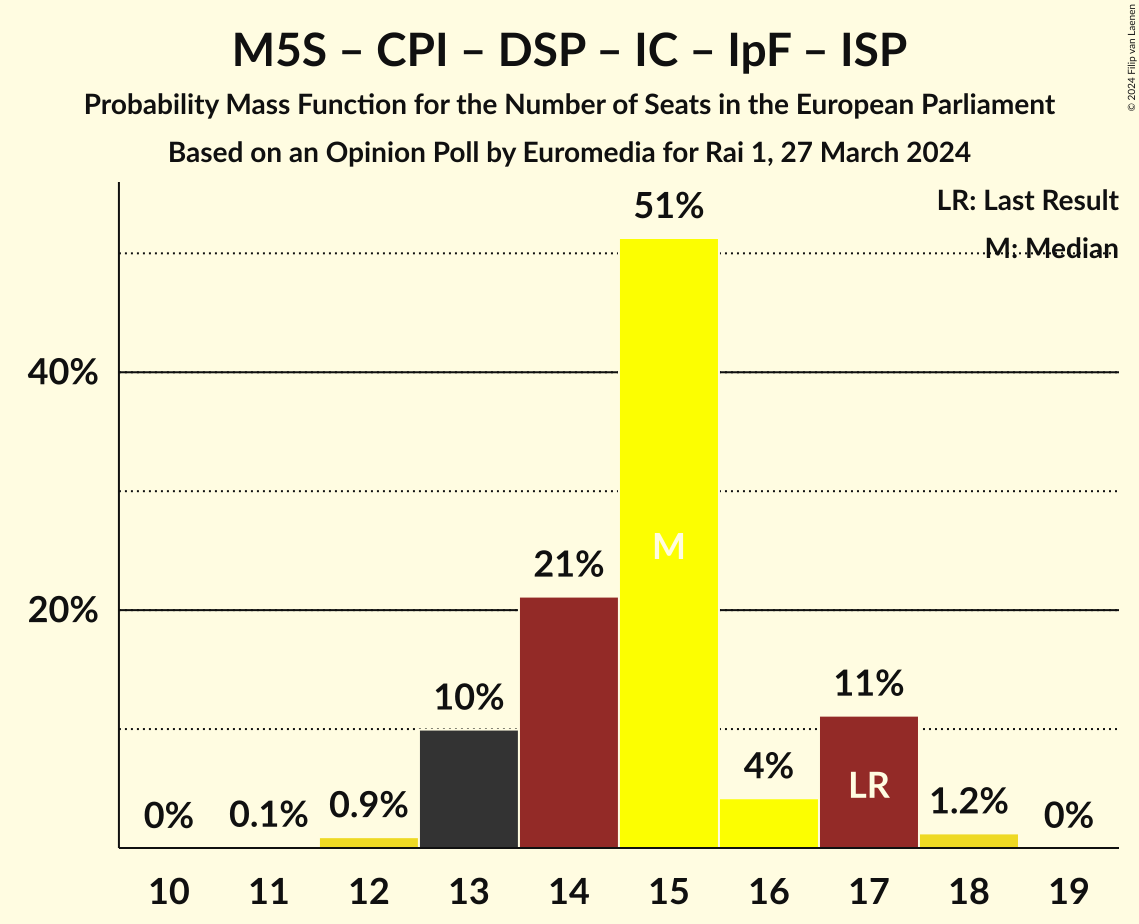 M5S – CPI – DSP – IC – IpF – ISP
Probability Mass Function for the Number of Seats in the European Parliament
Based on an Opinion Poll by Euromedia for Rai 1, 27 March 2024
© 2024 Filip van Laenen
LR: Last Result
M: Median
51%
40%
M
21%
20%
10%
11%
4%
LR
0%
0.1%
0.9%
1.2%
0%
10 11 12 13 14 15 16 17 18 19